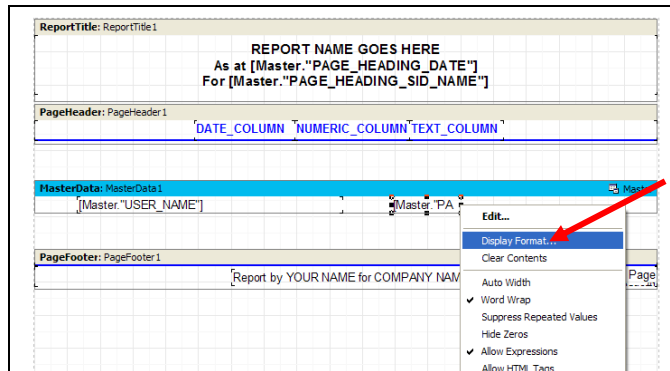 ReportTitle: ReportTitle1
REPORT NAME GOES HERE
As at [Master."PAGE_HEADING_DATE"]
For [Master."PAGE_HEADING_SID_NAME"]
PageHeader: PageHeader1
DATE_COLUMN NUMERIC_COLUMN TEXT_COLUMN
MasterData: MasterData1 Master
[Master."USER_NAME"] [Master."PA
Edit...
Display Format...
Clear Contents
PageFooter: PageFooter1
Report by YOUR NAME for COMPANY NAM Page
Auto Width
Word Wrap
Suppress Repeated Values
Hide Zeros
Allow Expressions
Allow HTML Tags